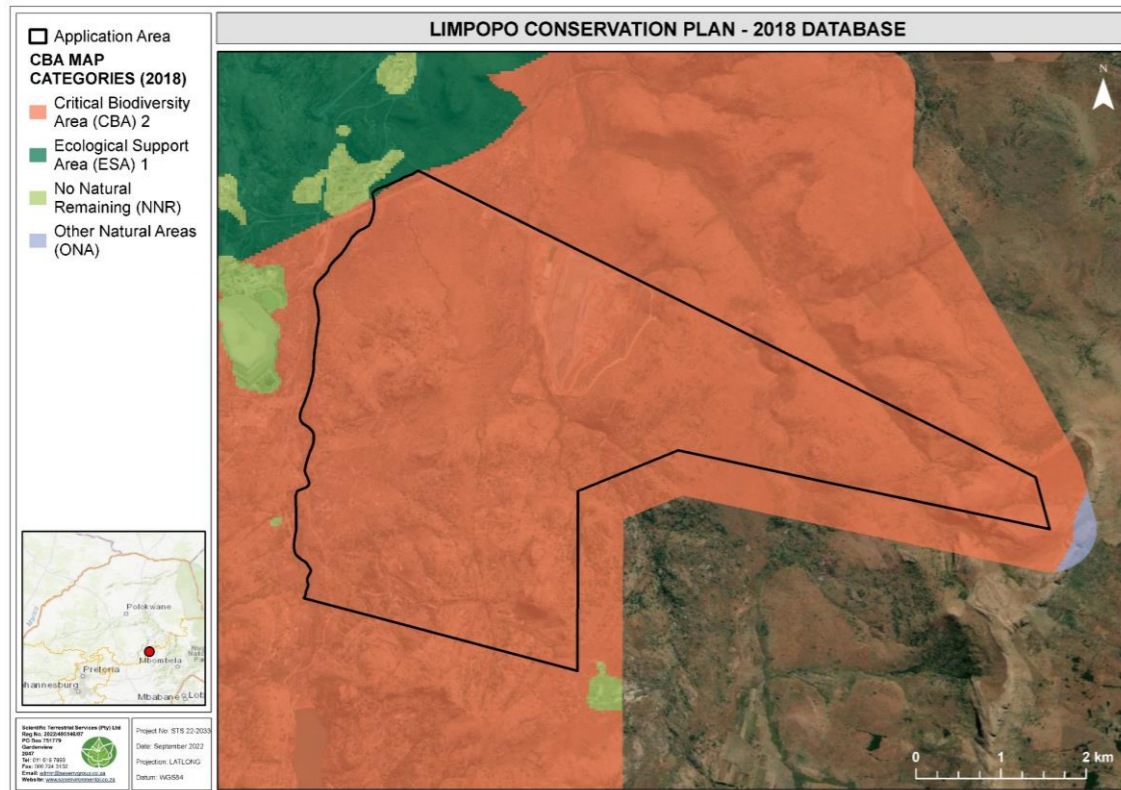 LIMPOPO CONSERVATION PLAN - 2018 DATABASE
Application Area
CBA MAP
CATEGORIES (2018)
Critical Biodiversity
Area (CBA) 2
Ecological Support
Area (ESA) 1
No Natural
Remaining (NNR)
Other Natural Areas
(ONA)
N
Polokwane
Mbombela
Pretoria
Mbabane
Scientific Terrestrial Services (Pty) Ltd
PO Box 751779
Gardenview
2047
Project No: STS 22-2033
Date: September 2022
Projection: LATLONG
Datum: WGS84
0 1 2 km